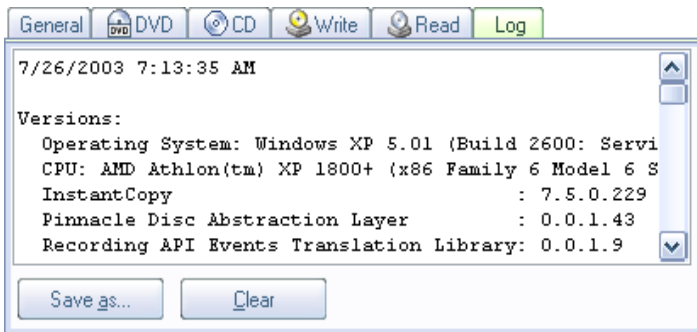 General DVD CD Write Read Log
7/26/2003 7:13:35 AM
Versions:
Operating System: Windows XP 5.01 (Build 2600: Servi
CPU: AMD Athlon(tm) XP 1800+ (x86 Family 6 Model 6 S
InstantCopy : 7.5.0.229
Pinnacle Disc Abstraction Layer : 0.0.1.43
Recording API Events Translation Library: 0.0.1.9
Save as... Clear